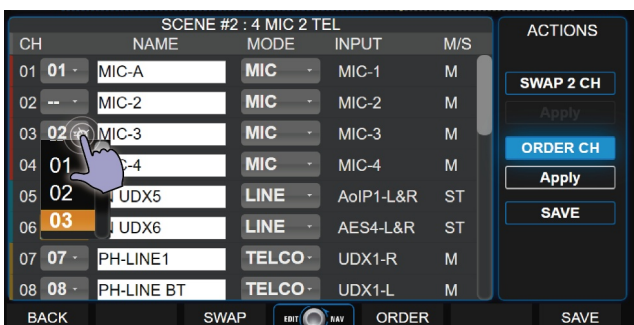 SCENE #2 : 4 MIC 2 TEL
CH NAME MODE INPUT M/S
01 01 MIC-A MIC MIC-1 M
02 -- MIC-2 MIC MIC-2 M
03 02 MIC-3 MIC MIC-3 M
04 01 -4 MIC MIC-4 M
05 02 UDX5 LINE AoIP1-L&R ST
06 03 UDX6 LINE AES4-L&R ST
07 07 PH-LINE1 TELCO UDX1-R M
08 08 PH-LINE BT TELCO UDX1-L M
ACTIONS
SWAP 2 CH
Apply
ORDER CH
Apply
SAVE
BACK SWAP EDIT NAV ORDER SAVE